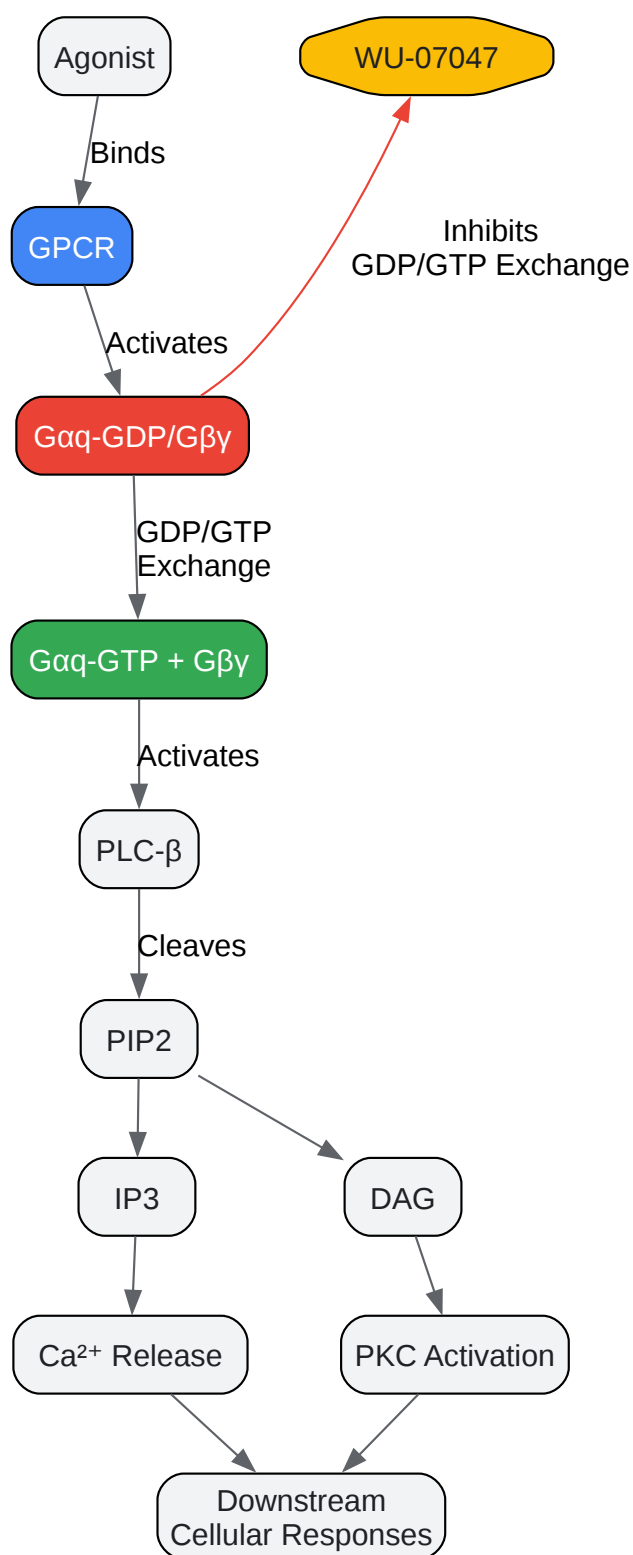 Agonist
WU-07047
Binds
Inhibits
GDP/GTP Exchange
GPCR
Activates
Gαq-GDP/Gβγ
GDP/GTP
Exchange
Gαq-GTP + Gβγ
Activates
PLC-β
Cleaves
PIP2
IP3
DAG
Ca²⁺ Release
PKC Activation
Downstream
Cellular Responses